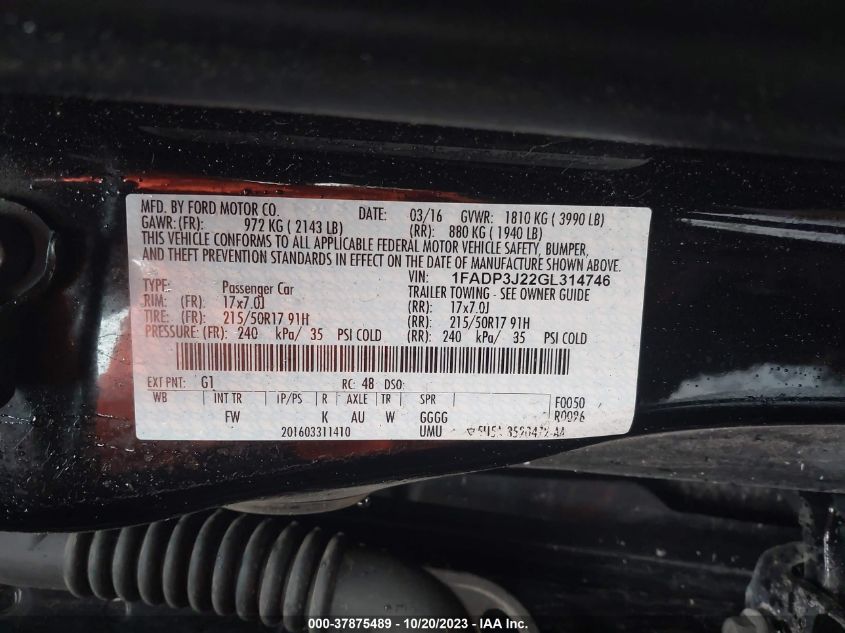 MFD. BY FORD MOTOR CO. DATE: 03/16 GVWR: 1810 KG ( 3990 LB)
GAWR: (FR): 972 KG ( 2143 LB) (RR): 880 KG ( 1940 LB)
THIS VEHICLE CONFORMS TO ALL APPLICABLE FEDERAL MOTOR VEHICLE SAFETY, BUMPER,
AND THEFT PREVENTION STANDARDS IN EFFECT ON THE DATE OF MANUFACTURE SHOWN ABOVE.
VIN: 1FADP3J22GL314746
TYPE: Passenger Car TRAILER TOWING - SEE OWNER GUIDE
RIM: (FR) 17x7.0J (RR): 17x7.0J
TIRE: (FR) 215/50R17 91H (RR): 215/50R17 91H
PRESSURE: (FR) 240 kPa/ 35 PSI COLD (RR): 240 kPa/ 35 PSI COLD
EXT PNT: G1 RC: 48 DSO:
WB INT TR TP/PS R AXLE TR SPR F0050
FW K AU W GGGG R0096
201603311410 UMU
000-37875489 - 10/20/2023 - IAA Inc.